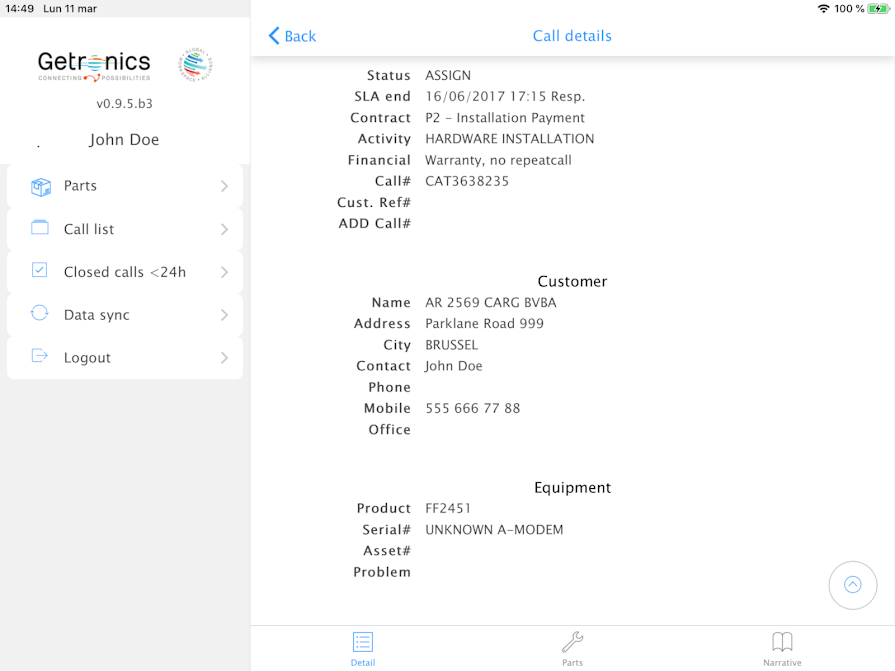 14:49 Lun 11 mar
100 %
Getronics
CONNECTING POSSIBILITIES
v0.9.5.b3
John Doe
Parts
Call list
Closed calls <24h
Data sync
Logout
Back
Call details
Status ASSIGN
SLA end 16/06/2017 17:15 Resp.
Contract P2 - Installation Payment
Activity HARDWARE INSTALLATION
Financial Warranty, no repeatcall
Call# CAT3638235
Cust. Ref#
ADD Call#
Customer
Name AR 2569 CARG BVBA
Address Parklane Road 999
City BRUSSEL
Contact John Doe
Phone
Mobile 555 666 77 88
Office
Equipment
Product FF2451
Serial# UNKNOWN A-MODEM
Asset#
Problem
Detail
Parts
Narrative